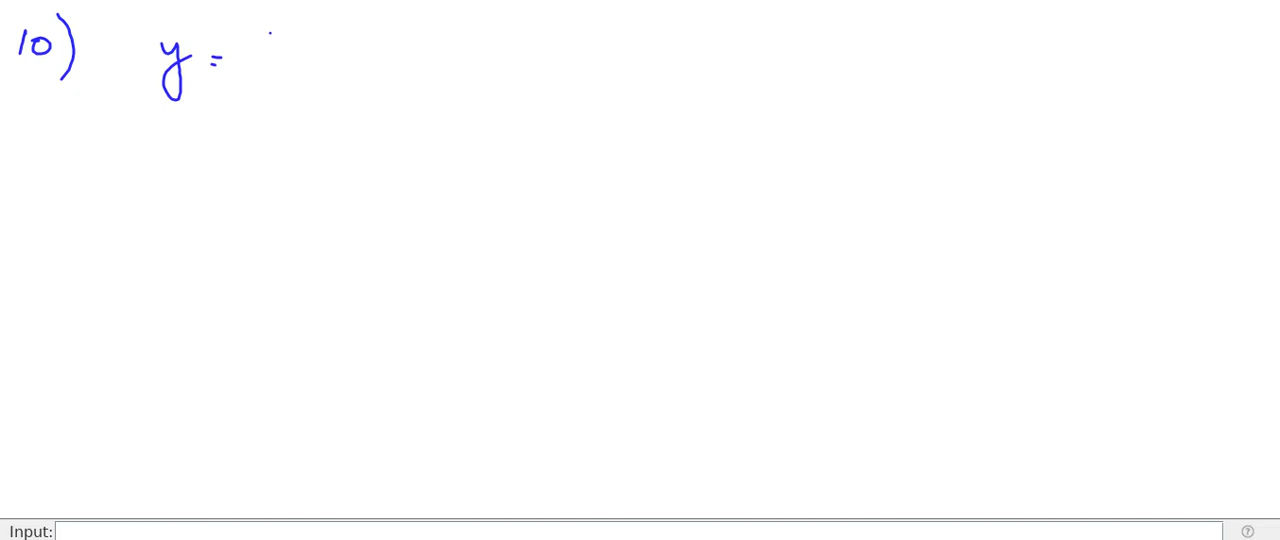 10) y =
Input: